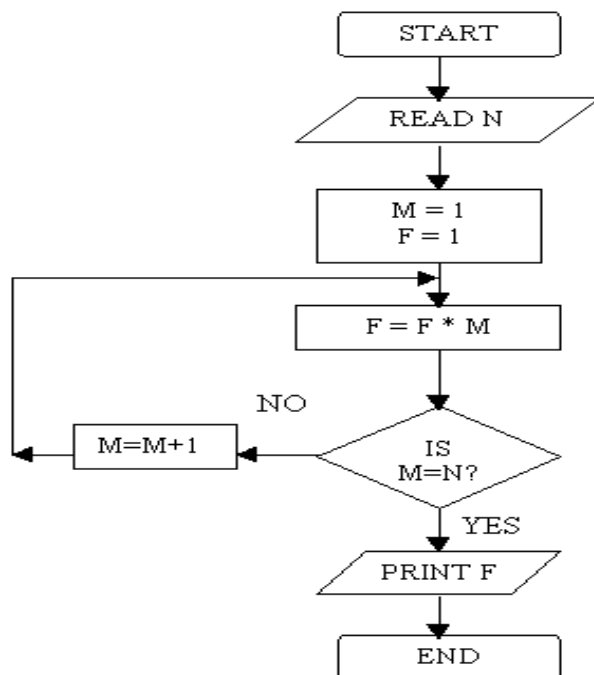 START
READ N
M = 1
F = 1
F = F * M
NO
M=M+1
IS
M=N?
YES
PRINT F
END